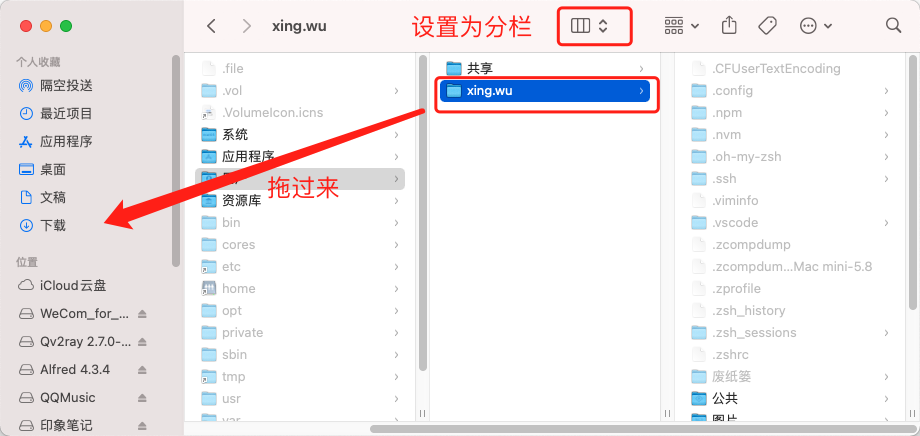 xing.wu
设置为分栏
个人收藏
隔空投送
最近项目
应用程序
桌面
文稿
下载
位置
iCloud云盘
WeCom_for_...
Qv2ray 2.7.0-...
Alfred 4.3.4
QQMusic
印象笔记
.file
.vol
.VolumeIcon.icns
系统
应用程序
资源库
bin
cores
etc
home
opt
private
sbin
tmp
usr
var
拖过来
共享
xing.wu
.CFUserTextEncoding
.config
.npm
.nvm
.oh-my-zsh
.ssh
.viminfo
.vscode
.zcompdump
.zcompdum...Mac mini-5.8
.zprofile
.zsh_history
.zsh_sessions
.zshrc
废纸篓
公共
图片